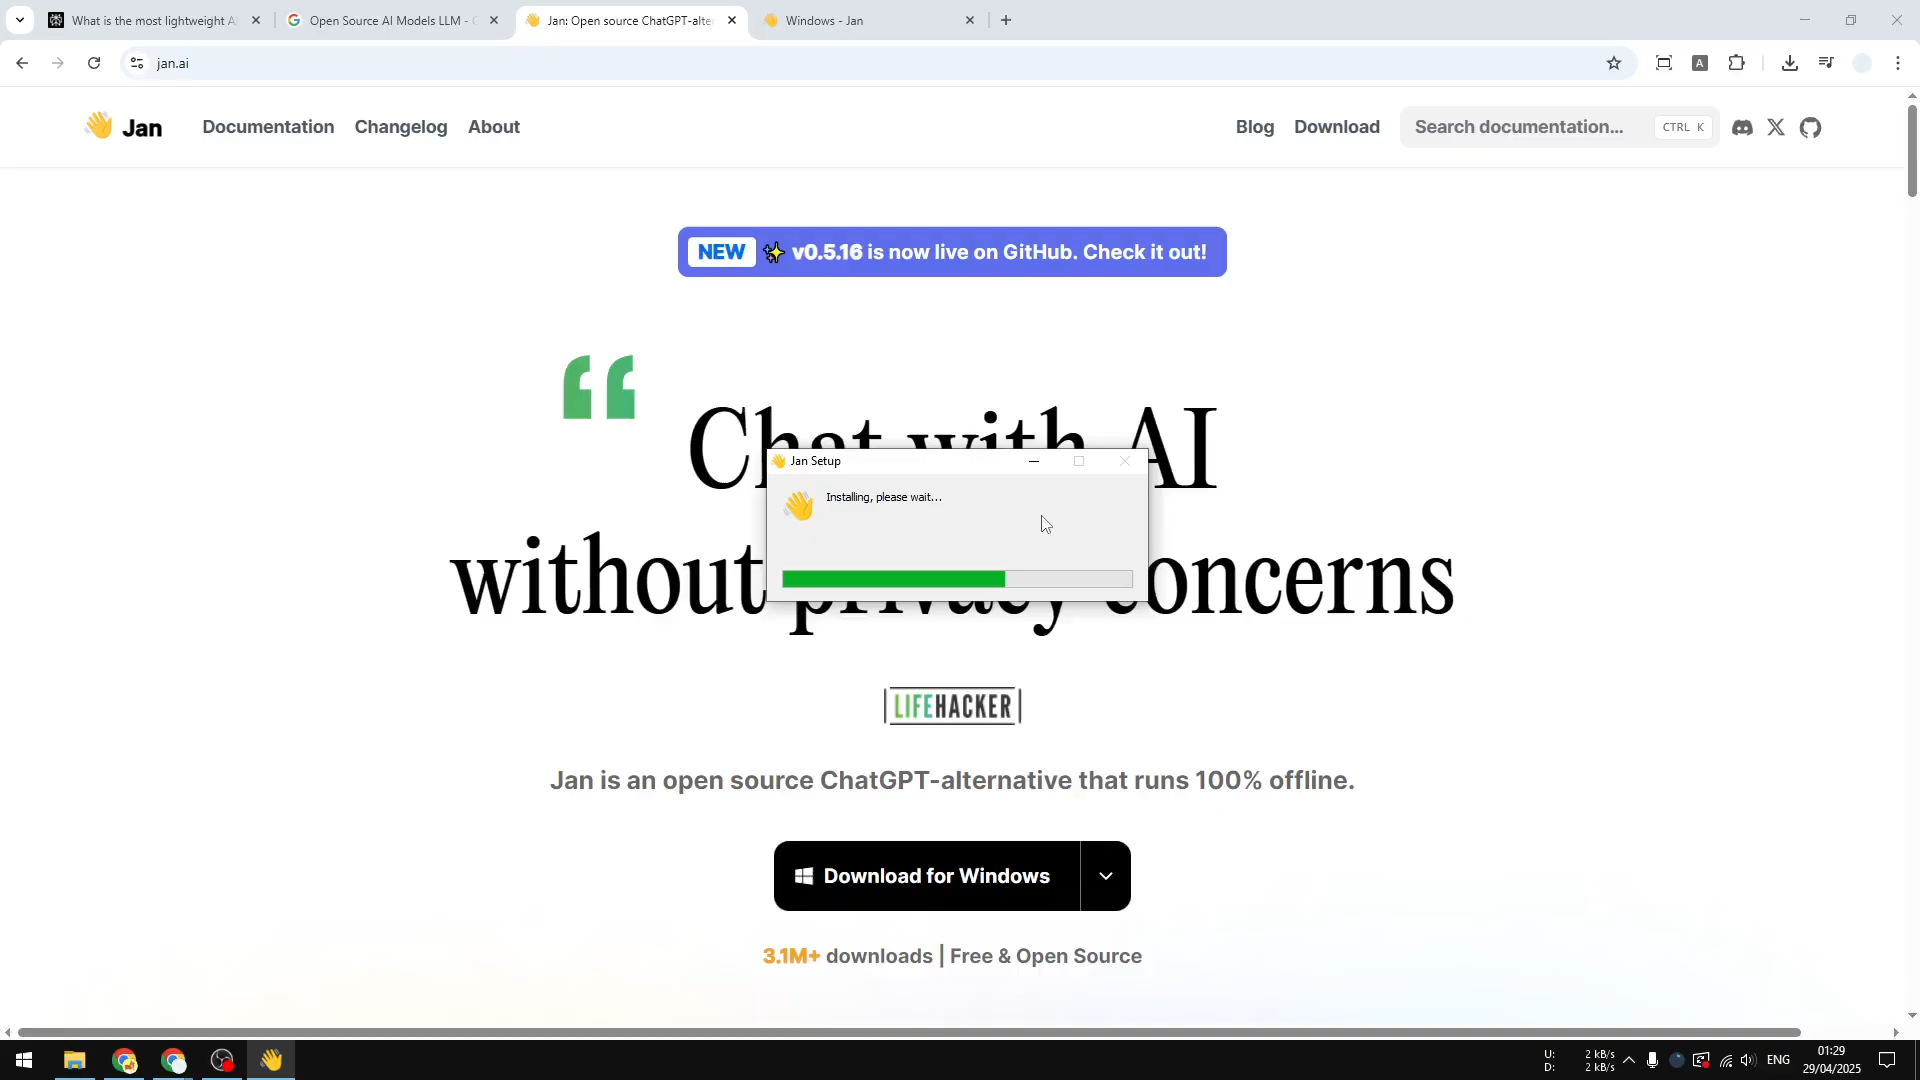 What is the most lightweight A
Open Source AI Models LLM - G
Jan: Open source ChatGPT-alte
Windows - Jan
jan.ai
A
Jan
Documentation
Changelog
About
Blog
Download
Search documentation...
CTRL K
NEW ✨ v0.5.16 is now live on GitHub. Check it out!
“Chat with AI
without privacy concerns
Jan Setup
Installing, please wait...
LIFEHACKER
Jan is an open source ChatGPT-alternative that runs 100% offline.
Download for Windows
3.1M+ downloads | Free & Open Source
U: 2 kB/s
D: 2 kB/s
ENG
01:29
29/04/2025